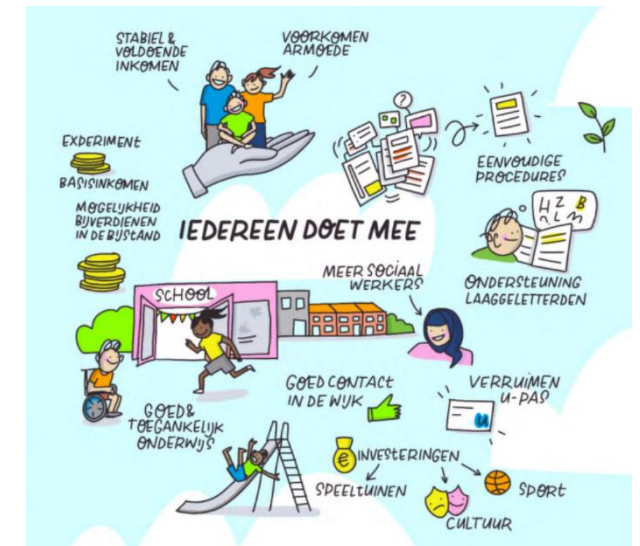 STABIEL &
VOLDOENDE
INKOMEN
VOORKOMEN
ARMOEDE
?
EXPERIMENT
BASISINKOMEN
EENVOUDIGE
PROCEDURES
MOGELIJKHEID
BIJVERDIENEN
IN DE BIJSTAND
IEDEREEN DOET MEE
ONDERSTEUNING
LAAGGELETTERDEN
MEER SOCIAAL
WERKERS
SCHOOL
GOED CONTACT
IN DE WIJK
VERRUIMEN
U-PAS
U
GOED &
TOEGANKELIJK
ONDERWIJS
€ INVESTERINGEN
SPEELTUINEN
SPORT
CULTUUR